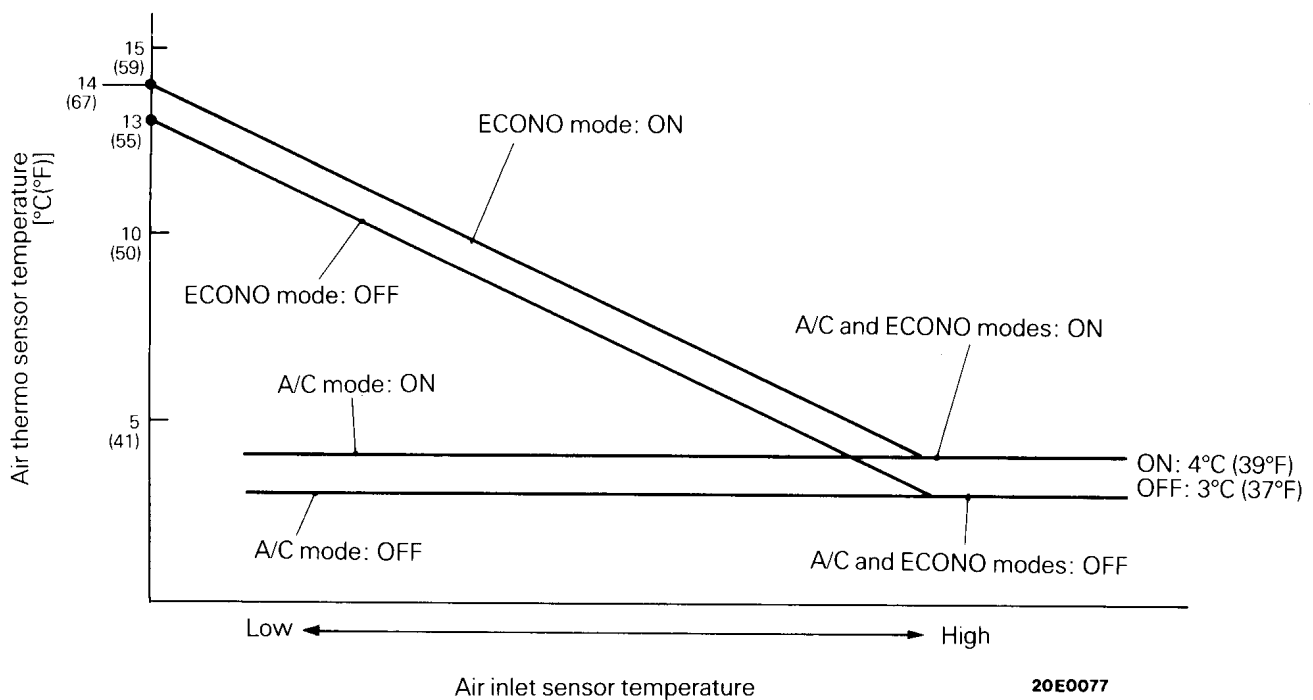 15
(59)
14
(67)
13
(55)
Air thermo sensor temperature
[°C(°F)]
10
(50)
5
(41)
ECONO mode: ON
ECONO mode: OFF
A/C and ECONO modes: ON
A/C mode: ON
ON: 4°C (39°F)
OFF: 3°C (37°F)
A/C mode: OFF
A/C and ECONO modes: OFF
Low
High
Air inlet sensor temperature
20E0077